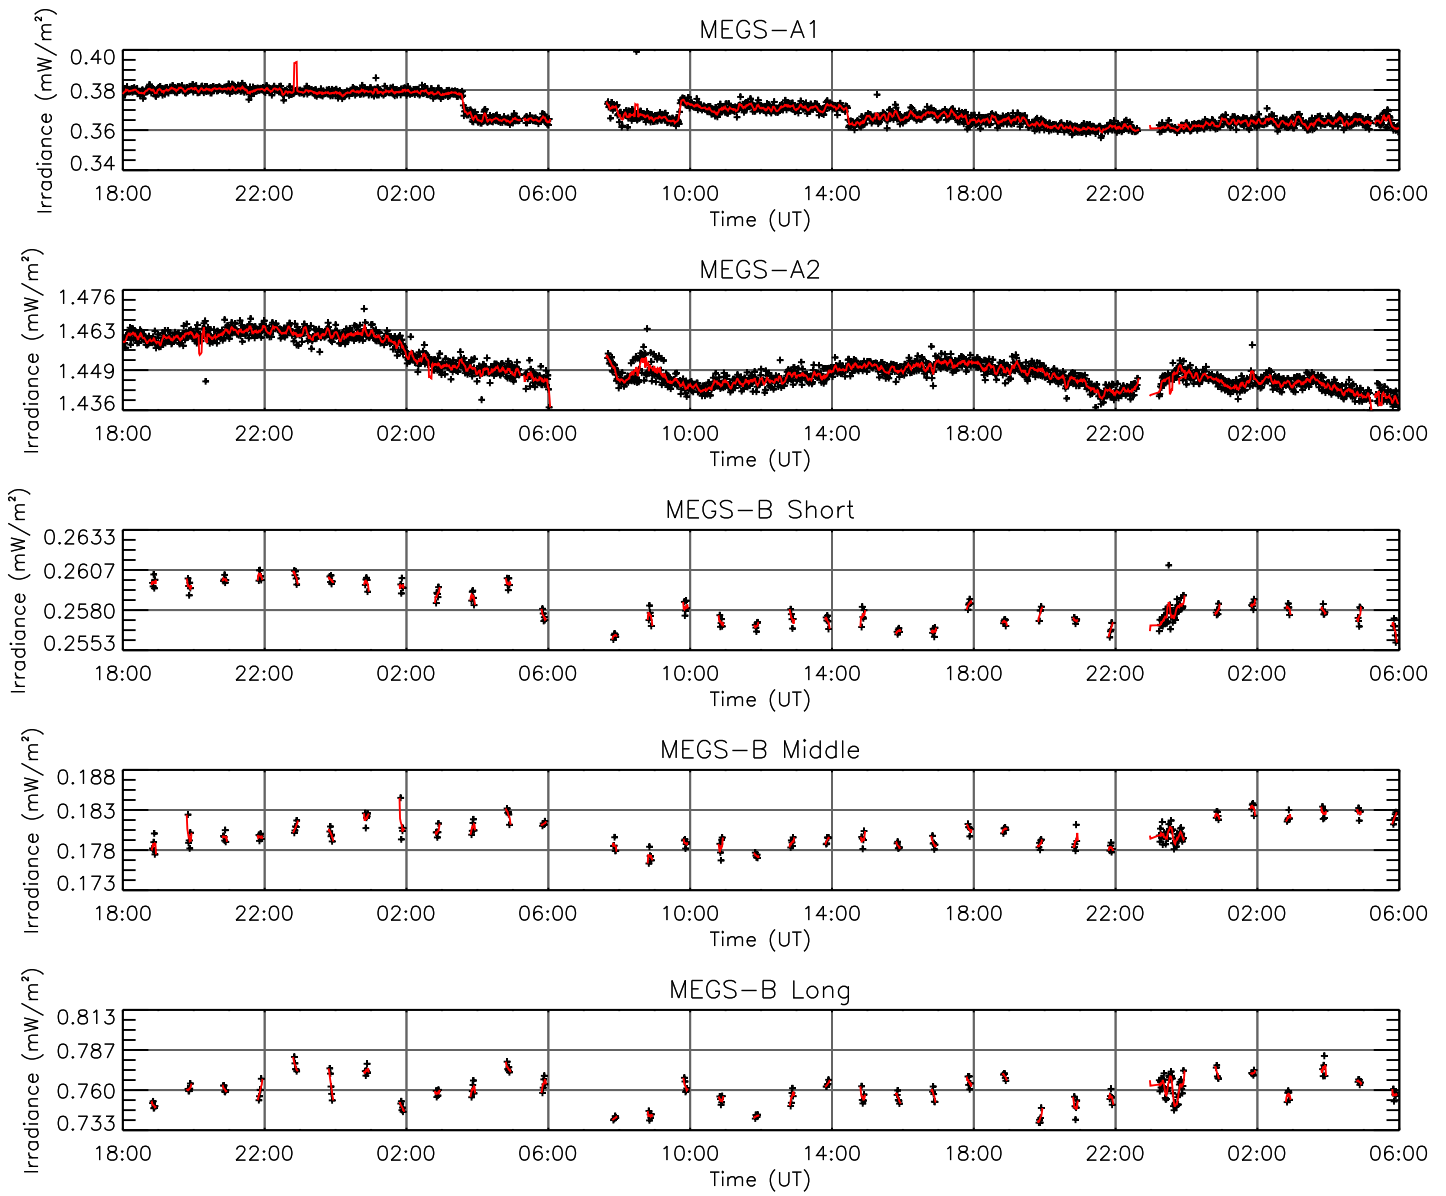 MEGS-A1
Irradiance (mW/m²)
0.40
0.38
0.36
0.34
18:00 22:00 02:00 06:00 10:00 14:00 18:00 22:00 02:00 06:00
Time (UT)
MEGS-A2
Irradiance (mW/m²)
1.476
1.463
1.449
1.436
18:00 22:00 02:00 06:00 10:00 14:00 18:00 22:00 02:00 06:00
Time (UT)
MEGS-B Short
Irradiance (mW/m²)
0.2633
0.2607
0.2580
0.2553
18:00 22:00 02:00 06:00 10:00 14:00 18:00 22:00 02:00 06:00
Time (UT)
MEGS-B Middle
Irradiance (mW/m²)
0.188
0.183
0.178
0.173
18:00 22:00 02:00 06:00 10:00 14:00 18:00 22:00 02:00 06:00
Time (UT)
MEGS-B Long
Irradiance (mW/m²)
0.813
0.787
0.760
0.733
18:00 22:00 02:00 06:00 10:00 14:00 18:00 22:00 02:00 06:00
Time (UT)